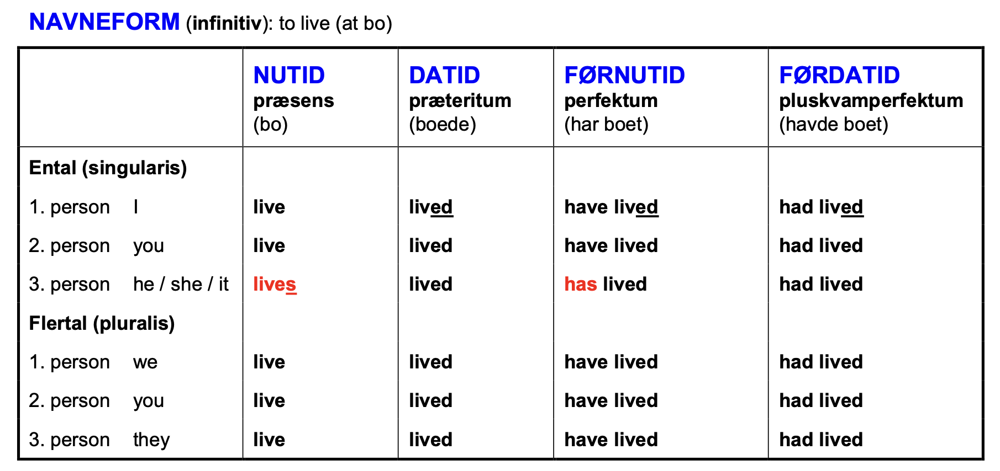 NAVNEFORM (infinitiv): to live (at bo)
NUTID DATID FØRNUTID FØRDATID
præsens præteritum perfektum pluskvamperfektum
(bo) (boede) (har boet) (havde boet)
Ental (singularis)
1. person I live lived have lived had lived
2. person you live lived have lived had lived
3. person he / she / it lives lived has lived had lived
Flertal (pluralis)
1. person we live lived have lived had lived
2. person you live lived have lived had lived
3. person they live lived have lived had lived